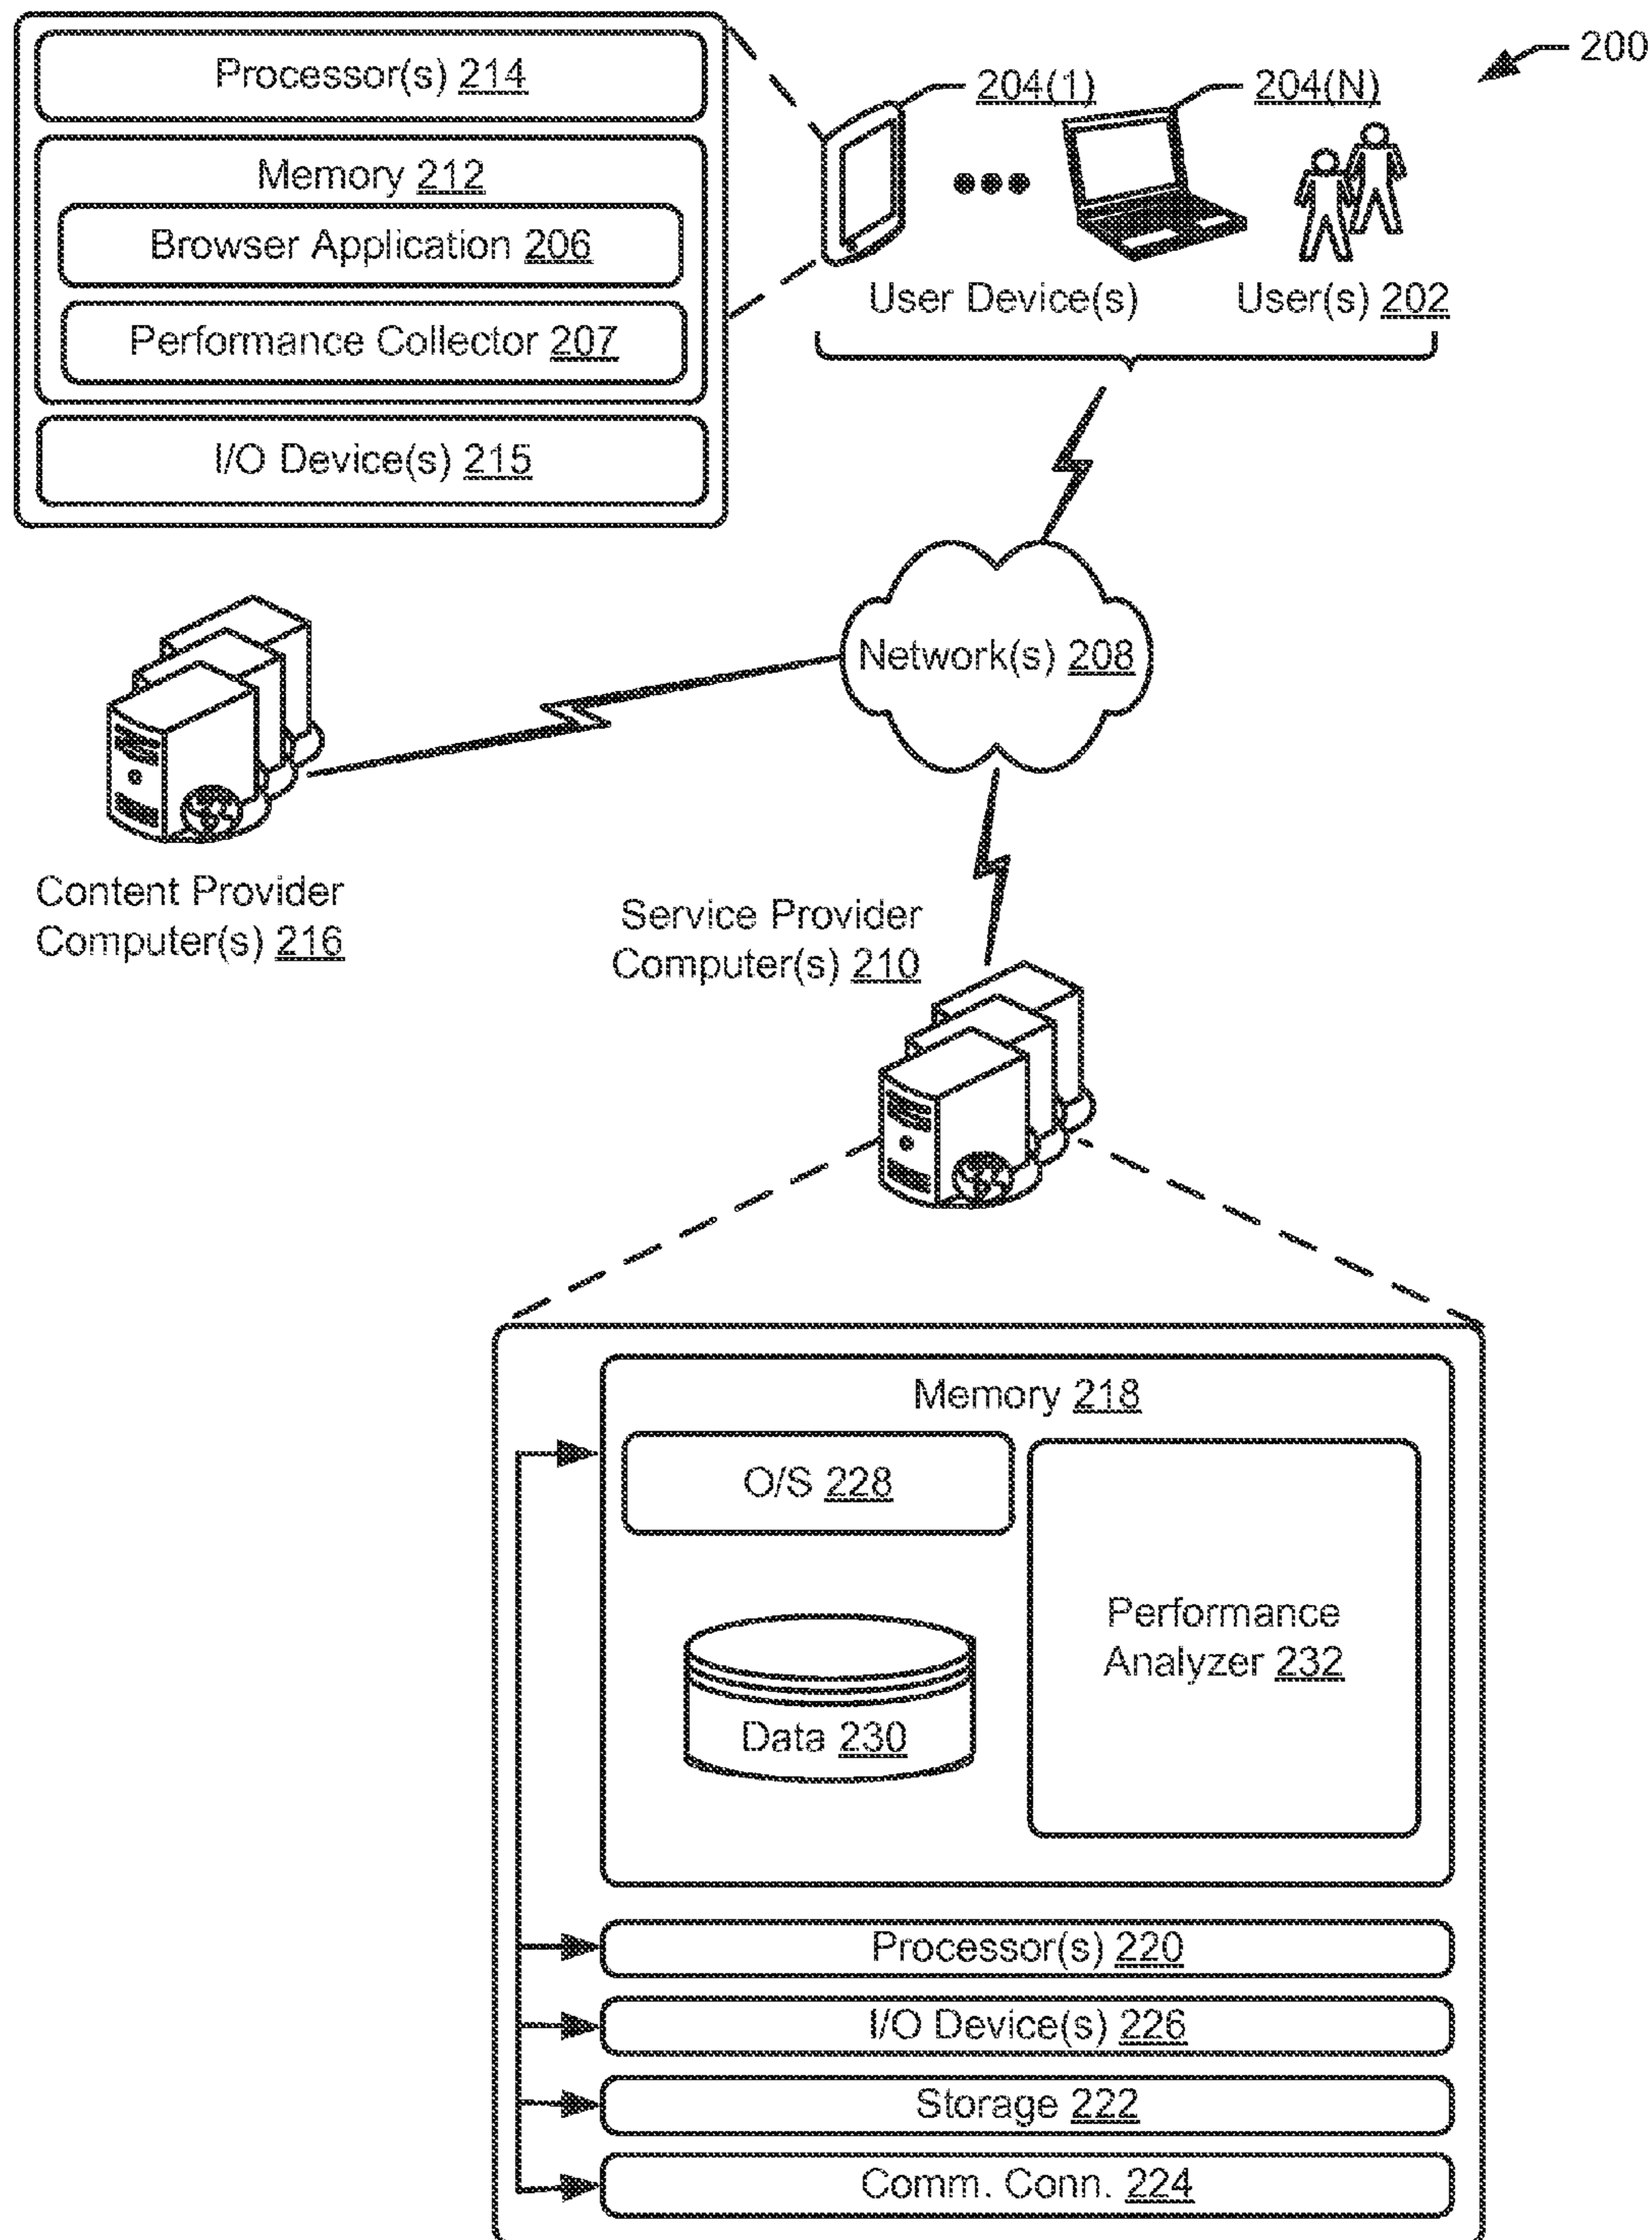 200
Processor(s) 214
Memory 212
Browser Application 206
Performance Collector 207
I/O Device(s) 215
204(1)
204(N)
User Device(s)
User(s) 202
Network(s) 208
Content Provider
Computer(s) 216
Service Provider
Computer(s) 210
Memory 218
O/S 228
Data 230
Performance
Analyzer 232
Processor(s) 220
I/O Device(s) 226
Storage 222
Comm. Conn. 224